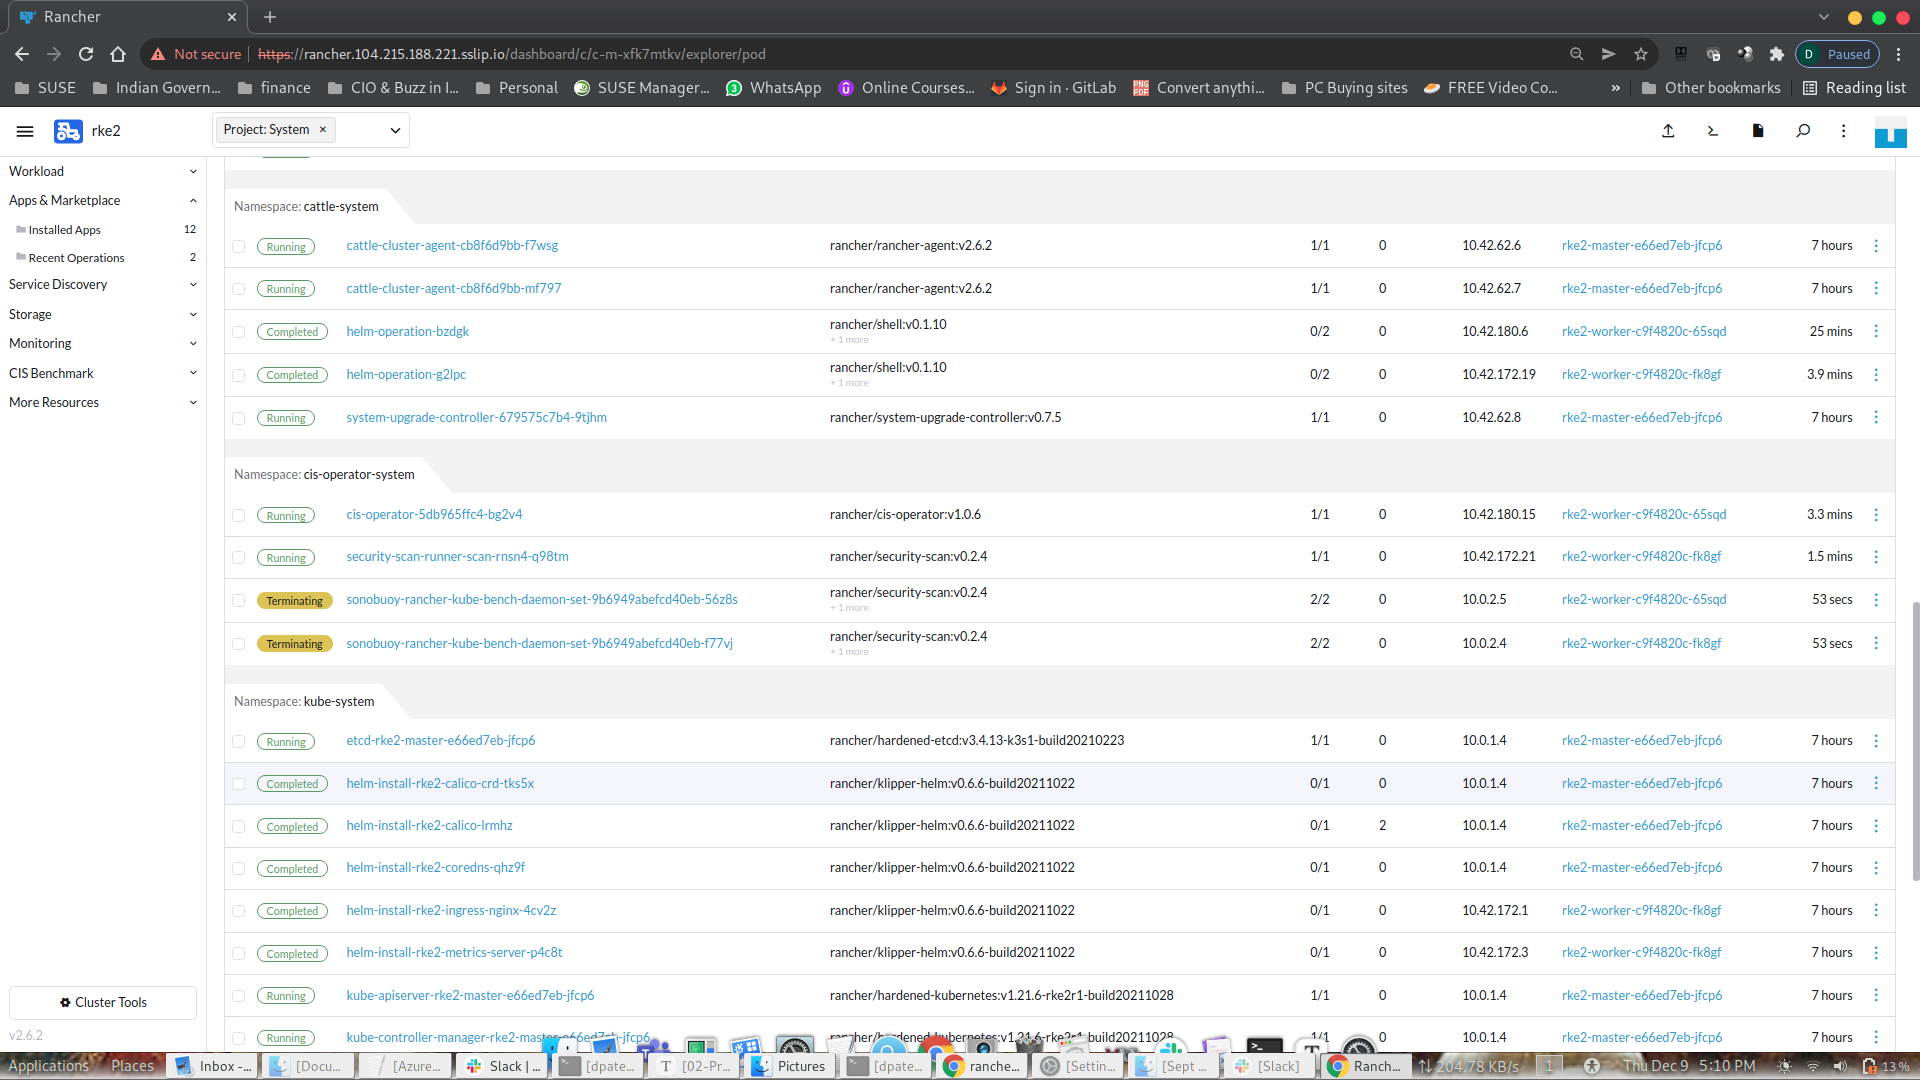 Rancher
Not secure | https://rancher.104.215.188.221.sslip.io/dashboard/c/c-m-xfk7mtkv/explorer/pod
D Paused
SUSE Indian Govern... finance CIO & Buzz in I... Personal SUSE Manager... WhatsApp Online Courses... Sign in · GitLab Convert anythi... PC Buying sites FREE Video Co... » Other bookmarks Reading list
rke2 Project: System ×
Workload
Apps & Marketplace
Installed Apps 12
Recent Operations 2
Service Discovery
Storage
Monitoring
CIS Benchmark
More Resources
Cluster Tools
v2.6.2
Namespace: cattle-system
Running cattle-cluster-agent-cb8f6d9bb-f7wsg rancher/rancher-agent:v2.6.2 1/1 0 10.42.62.6 rke2-master-e66ed7eb-jfcp6 7 hours
Running cattle-cluster-agent-cb8f6d9bb-mf797 rancher/rancher-agent:v2.6.2 1/1 0 10.42.62.7 rke2-master-e66ed7eb-jfcp6 7 hours
Completed helm-operation-bzdgk rancher/shell:v0.1.10 0/2 0 10.42.180.6 rke2-worker-c9f4820c-65sqd 25 mins
+ 1 more
Completed helm-operation-g2lpc rancher/shell:v0.1.10 0/2 0 10.42.172.19 rke2-worker-c9f4820c-fk8gf 3.9 mins
+ 1 more
Running system-upgrade-controller-679575c7b4-9tjhm rancher/system-upgrade-controller:v0.7.5 1/1 0 10.42.62.8 rke2-master-e66ed7eb-jfcp6 7 hours
Namespace: cis-operator-system
Running cis-operator-5db965ffc4-bg2v4 rancher/cis-operator:v1.0.6 1/1 0 10.42.180.15 rke2-worker-c9f4820c-65sqd 3.3 mins
Running security-scan-runner-scan-rnsn4-q98tm rancher/security-scan:v0.2.4 1/1 0 10.42.172.21 rke2-worker-c9f4820c-fk8gf 1.5 mins
Terminating sonobuoy-rancher-kube-bench-daemon-set-9b6949abefcd40eb-56z8s rancher/security-scan:v0.2.4 2/2 0 10.0.2.5 rke2-worker-c9f4820c-65sqd 53 secs
+ 1 more
Terminating sonobuoy-rancher-kube-bench-daemon-set-9b6949abefcd40eb-f77vj rancher/security-scan:v0.2.4 2/2 0 10.0.2.4 rke2-worker-c9f4820c-fk8gf 53 secs
+ 1 more
Namespace: kube-system
Running etcd-rke2-master-e66ed7eb-jfcp6 rancher/hardened-etcd:v3.4.13-k3s1-build20210223 1/1 0 10.0.1.4 rke2-master-e66ed7eb-jfcp6 7 hours
Completed helm-install-rke2-calico-crd-tks5x rancher/klipper-helm:v0.6.6-build20211022 0/1 0 10.0.1.4 rke2-master-e66ed7eb-jfcp6 7 hours
Completed helm-install-rke2-calico-lrmhz rancher/klipper-helm:v0.6.6-build20211022 0/1 2 10.0.1.4 rke2-master-e66ed7eb-jfcp6 7 hours
Completed helm-install-rke2-coredns-qhz9f rancher/klipper-helm:v0.6.6-build20211022 0/1 0 10.0.1.4 rke2-master-e66ed7eb-jfcp6 7 hours
Completed helm-install-rke2-ingress-nginx-4cv2z rancher/klipper-helm:v0.6.6-build20211022 0/1 0 10.42.172.1 rke2-worker-c9f4820c-fk8gf 7 hours
Completed helm-install-rke2-metrics-server-p4c8t rancher/klipper-helm:v0.6.6-build20211022 0/1 0 10.42.172.3 rke2-worker-c9f4820c-fk8gf 7 hours
Running kube-apiserver-rke2-master-e66ed7eb-jfcp6 rancher/hardened-kubernetes:v1.21.6-rke2r1-build20211028 1/1 0 10.0.1.4 rke2-master-e66ed7eb-jfcp6 7 hours
Running kube-controller-manager-rke2-master-e66ed7eb-jfcp6 rancher/hardened-kubernetes:v1.21.6-rke2r1-build20211028 1/1 0 10.0.1.4 rke2-master-e66ed7eb-jfcp6 7 hours
Applications Places Inbox -... [Docu... [Azure... Slack | ... [dpate... [02-Pr... Pictures [dpate... ranche... [Settin... [Sept ... [Slack] Ranch... 204.78 KB/s 1 Thu Dec 9 5:10 PM 13 %